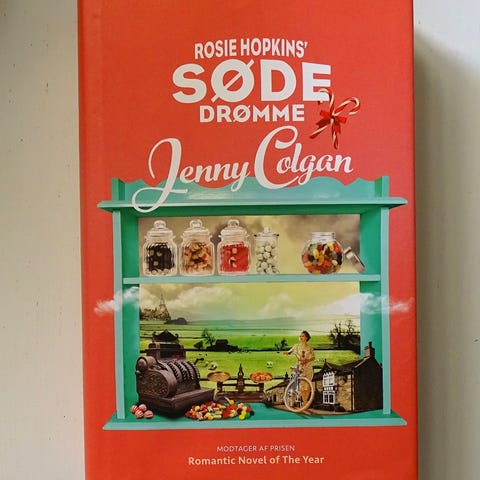 ROSIE HOPKINS'
SØDE
DRØMME
Jenny Colgan
MODTAGER AF PRISEN
Romantic Novel of The Year